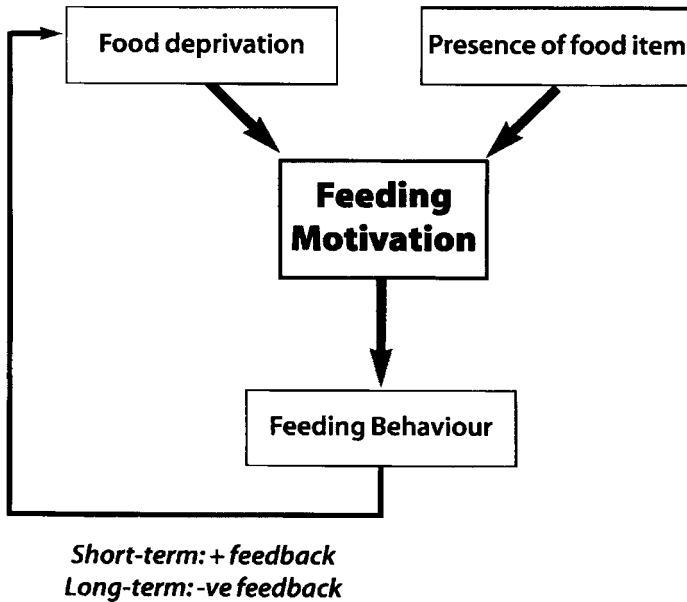 Food deprivation
Presence of food item
Feeding
Motivation
Feeding Behaviour
Short-term: + feedback
Long-term: -ve feedback